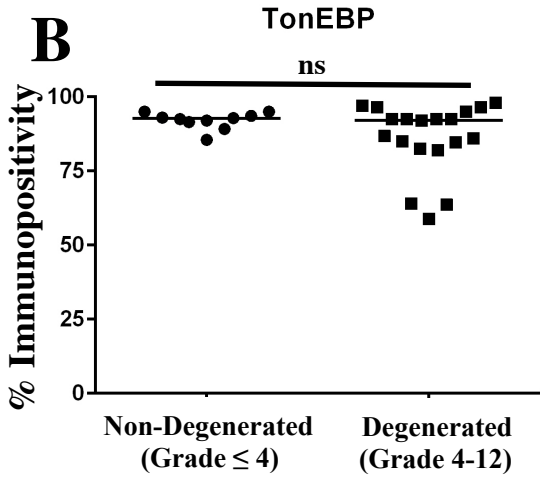 B
TonEBP
ns
% Immunopositivity
100
75
50
25
0
Non-Degenerated
(Grade ≤ 4)
Degenerated
(Grade 4-12)